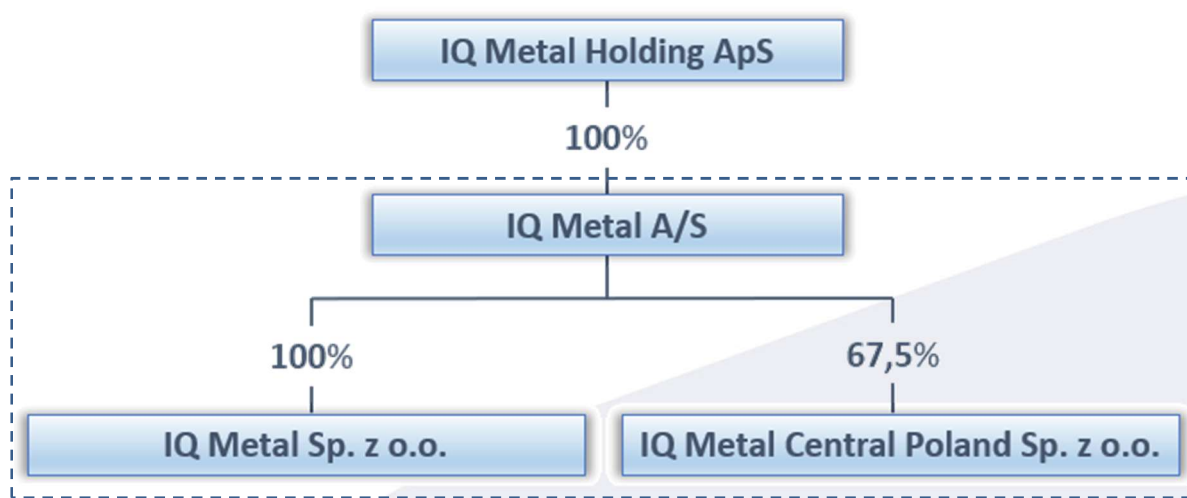 IQ Metal Holding ApS
100%
IQ Metal A/S
100%
67,5%
IQ Metal Sp. z o.o.
IQ Metal Central Poland Sp. z o.o.